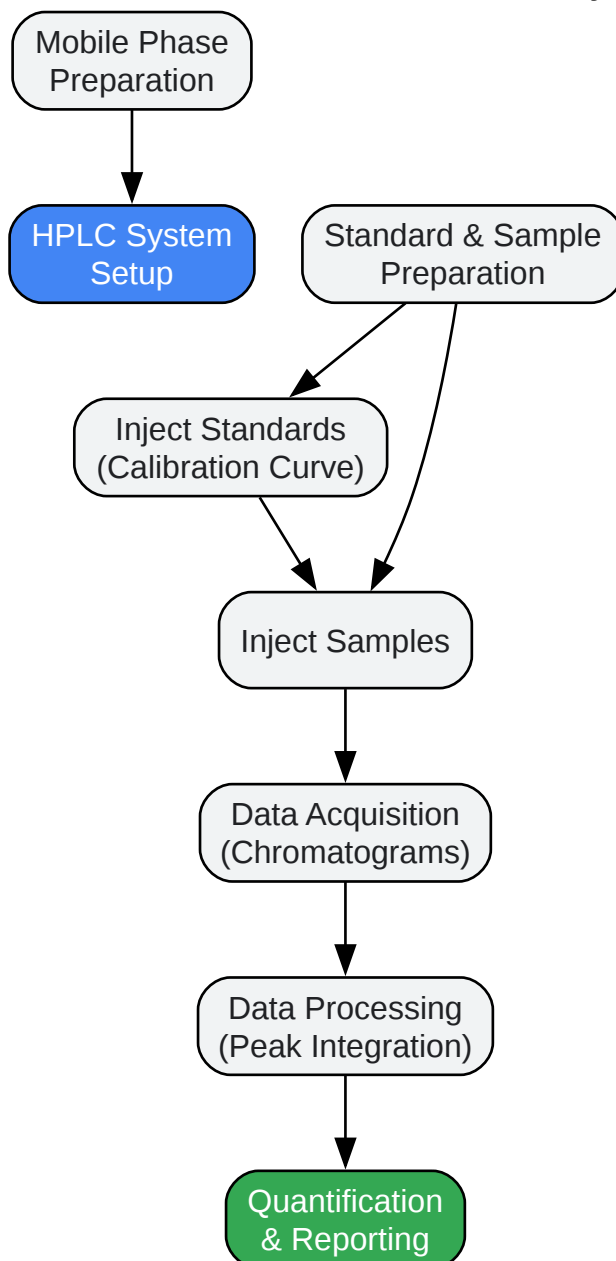 Mobile Phase
Preparation
HPLC System
Setup
Standard & Sample
Preparation
Inject Standards
(Calibration Curve)
Inject Samples
Data Acquisition
(Chromatograms)
Data Processing
(Peak Integration)
Quantification
& Reporting